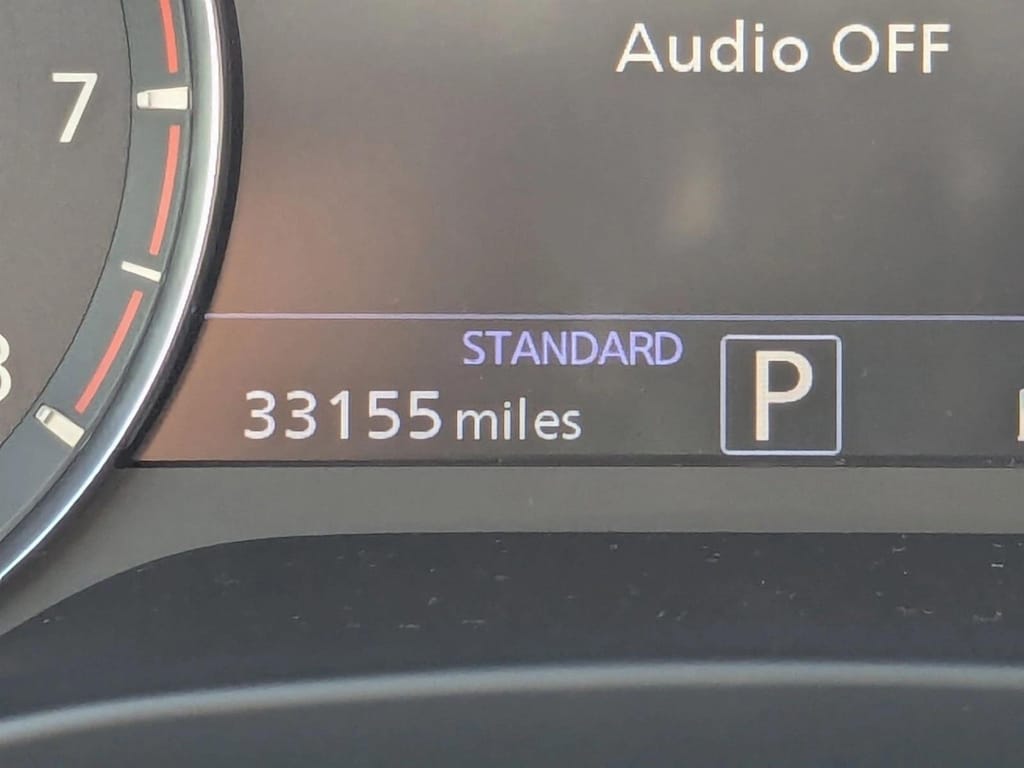 Audio OFF
7
STANDARD
33155 miles
P